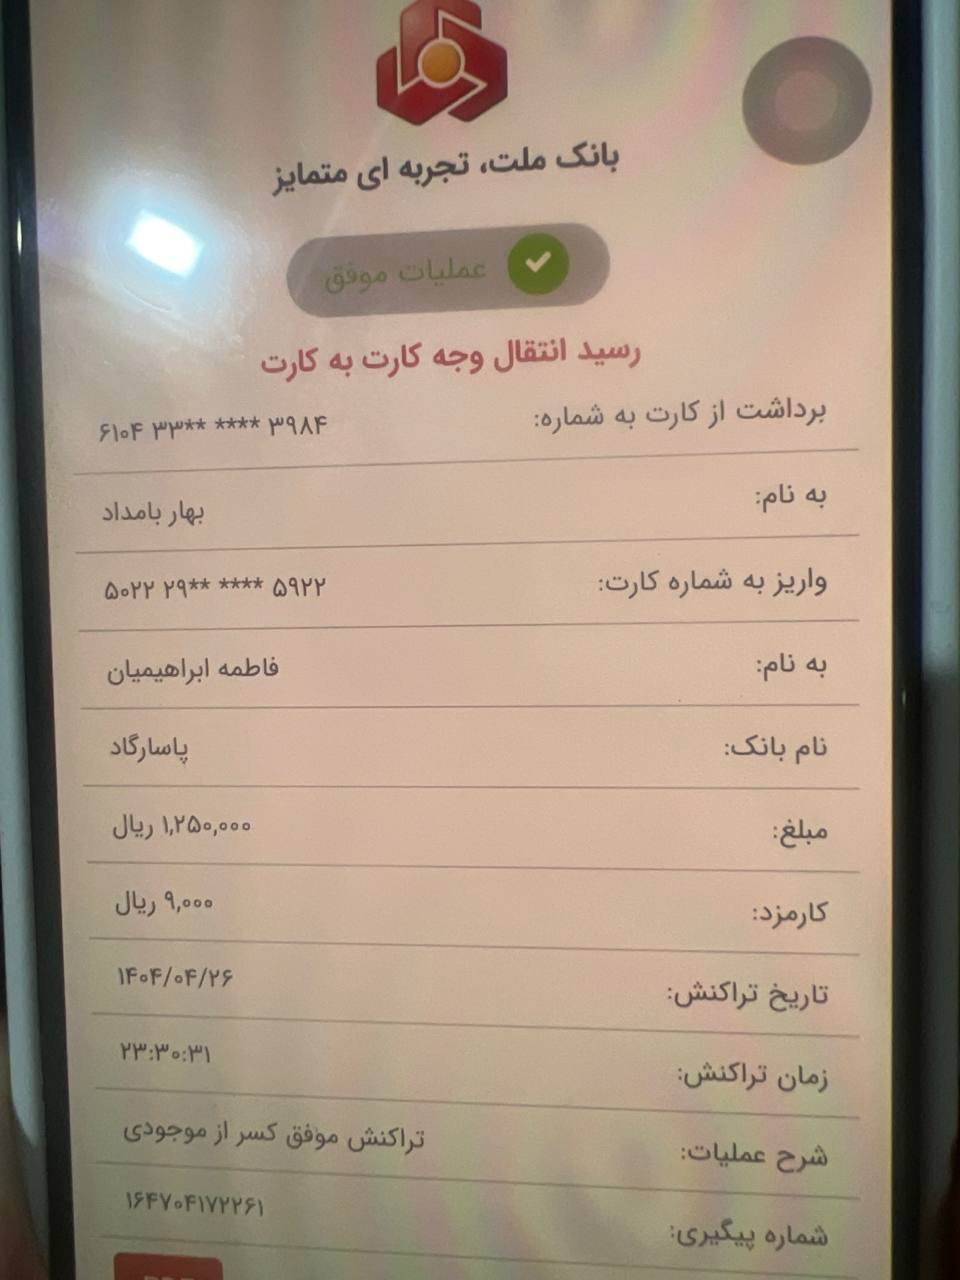 بانک ملت، تجربه ای متمایز
عملیات موفق
رسید انتقال وجه کارت به کارت
برداشت از کارت به شماره: ۶۱۰۴ ۳۳** **** ۳۹۸۴
به نام: بهار بامداد
واریز به شماره کارت: ۵۰۲۲ ۲۹** **** ۵۹۲۲
به نام: فاطمه ابراهیمیان
نام بانک: پاسارگاد
مبلغ: ۱,۲۵۰,۰۰۰ ریال
کارمزد: ۹,۰۰۰ ریال
تاریخ تراکنش: ۱۴۰۴/۰۴/۲۶
زمان تراکنش: ۲۳:۳۰:۳۱
شرح عملیات: تراکنش موفق کسر از موجودی
شماره پیگیری: ۱۶۴۷۰۴۱۷۲۲۶۱